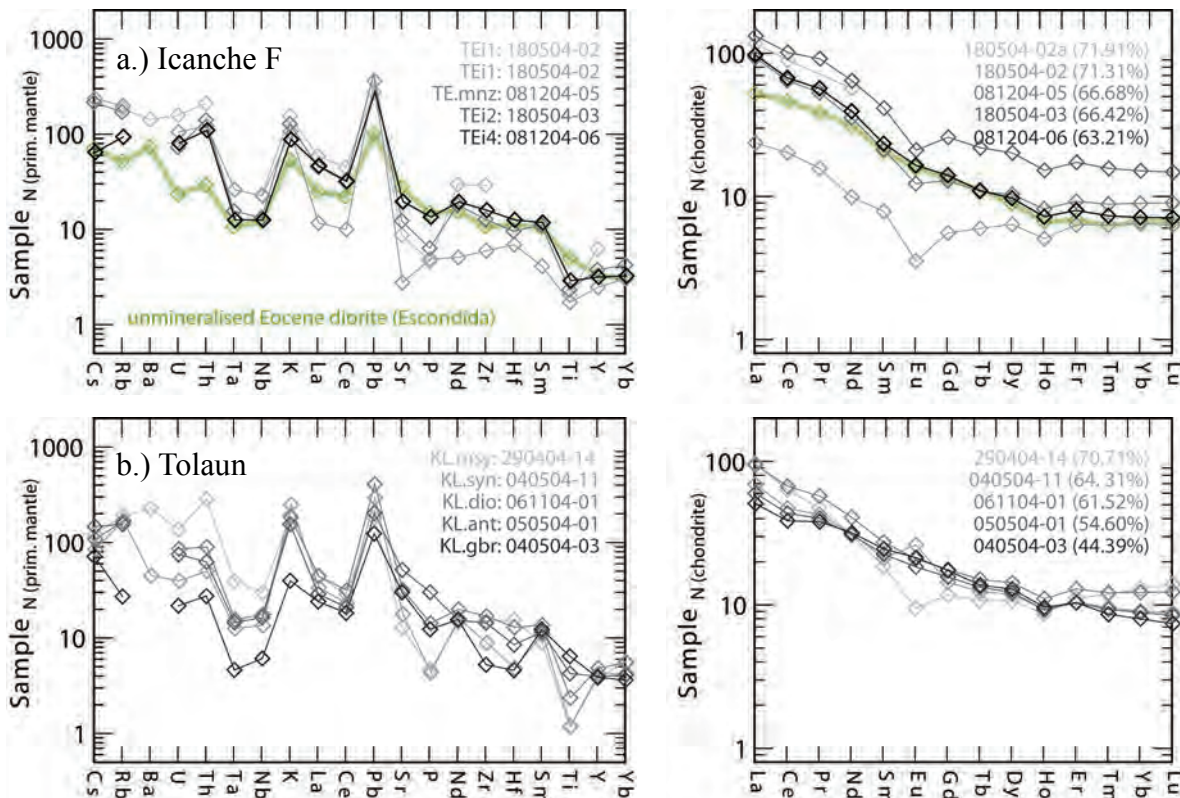 a.) Icanche F
Sample N (prim. mantle)
1000
100
10
1
TEi1: 180504-02
TEi1: 180504-02
TE.mnz: 081204-05
TEi2: 180504-03
TEi4: 081204-06
unmineralised Eocene diorite (Escondida)
Cs Rb Ba U Th Ta Nb K La Ce Pb Sr P Nd Zr Hf Sm Ti Y Yb
Sample N (chondrite)
100
10
1
180504-02a (71.91%)
180504-02 (71.31%)
081204-05 (66.68%)
180504-03 (66.42%)
081204-06 (63.21%)
La Ce Pr Nd Sm Eu Gd Tb Dy Ho Er Tm Yb Lu
b.) Tolaun
Sample N (prim. mantle)
1000
100
10
1
KL.msy: 290404-14
KL.syn: 040504-11
KL.dio: 061104-01
KL.ant: 050504-01
KL.gbr: 040504-03
Cs Rb Ba U Th Ta Nb K La Ce Pb Sr P Nd Zr Hf Sm Ti Y Yb
Sample N (chondrite)
100
10
1
290404-14 (70.71%)
040504-11 (64.31%)
061104-01 (61.52%)
050504-01 (54.60%)
040504-03 (44.39%)
La Ce Pr Nd Sm Eu Gd Tb Dy Ho Er Tm Yb Lu